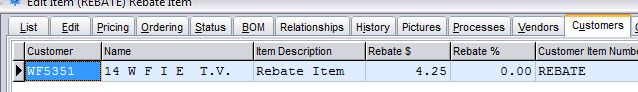 Edit Item (REBATE) Rebate Item
List Edit Pricing Ordering Status BOM Relationships History Pictures Processes Vendors Customers
Customer Name Item Description Rebate $ Rebate % Customer Item Numbe
WF5351 14 W F I E T.V. Rebate Item 4.25 0.00 REBATE